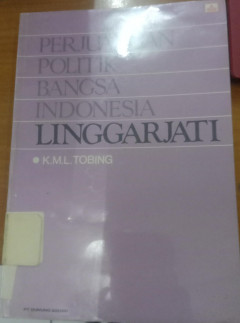 PERJUANGAN
POLITIK
BANGSA
INDONESIA
LINGGARJATI
K.M.L. TOBING